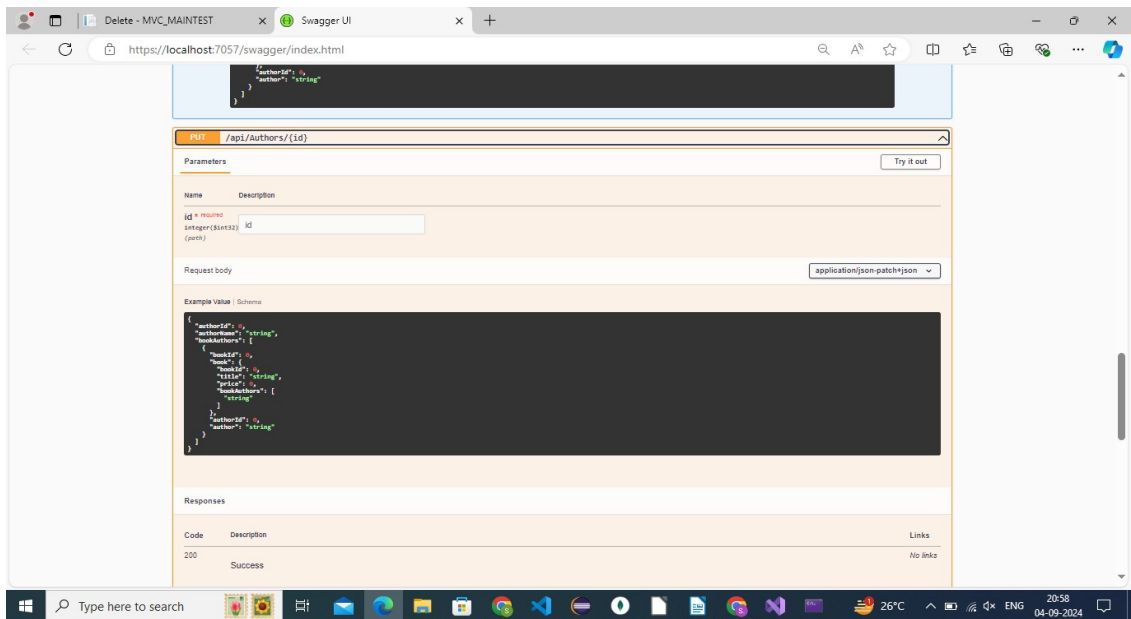 Delete - MVC_MAINTEST
Swagger UI
https://localhost:7057/swagger/index.html
},
"authorId": 0,
"author": "string"
}
]
}
PUT /api/Authors/{id}
Parameters
Try it out
Name Description
id * required
integer($int32)
(path)
id
Request body
application/json-patch+json
Example Value | Schema
{
"authorId": 0,
"authorName": "string",
"bookAuthors": [
{
"bookId": 0,
"book": {
"bookId": 0,
"title": "string",
"price": 0,
"bookAuthors": [
"string"
]
},
"authorId": 0,
"author": "string"
}
]
}
Responses
Code Description Links
200 Success No links
Type here to search
26°C
ENG
20:58
04-09-2024